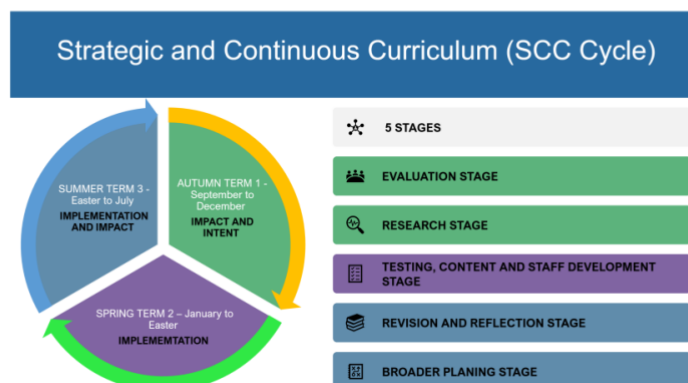 Strategic and Continuous Curriculum (SCC Cycle)
SUMMER TERM 3 -
Easter to July
IMPLEMENTATION
AND IMPACT
AUTUMN TERM 1 -
September to
December
IMPACT AND
INTENT
SPRING TERM 2 – January to
Easter
IMPLEMEMTATION
5 STAGES
EVALUATION STAGE
RESEARCH STAGE
TESTING, CONTENT AND STAFF DEVELOPMENT
STAGE
REVISION AND REFLECTION STAGE
BROADER PLANING STAGE